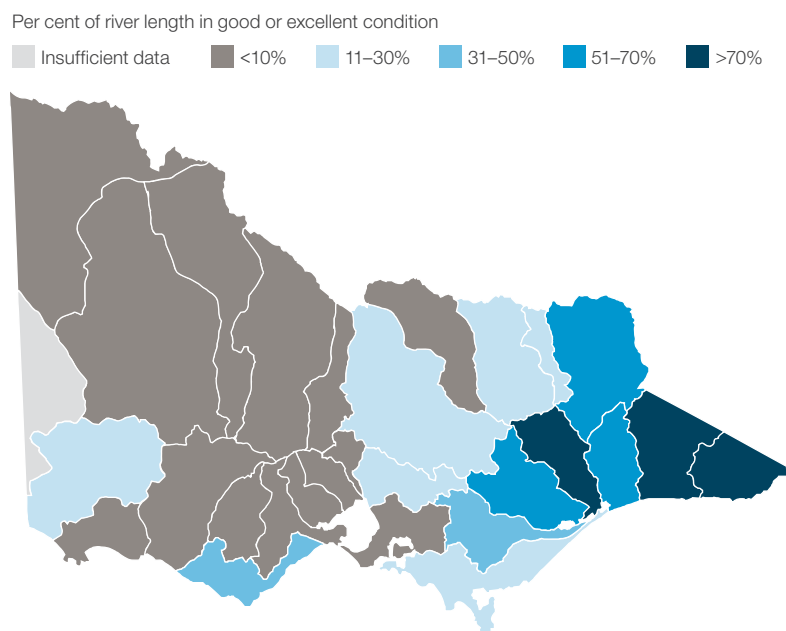 Per cent of river length in good or excellent condition
Insufficient data <10% 11–30% 31–50% 51–70% >70%